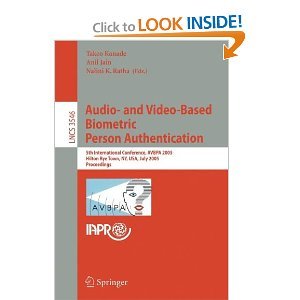 Click to LOOK INSIDE!
Takeo Kanade
Anil Jain
Nalini K. Ratha (Eds.)
LNCS 3546
Audio- and Video-Based
Biometric
Person Authentication
5th International Conference, AVBPA 2005
Hilton Rye Town, NY, USA, July 2005
Proceedings
AVBPA
IAPR
Springer